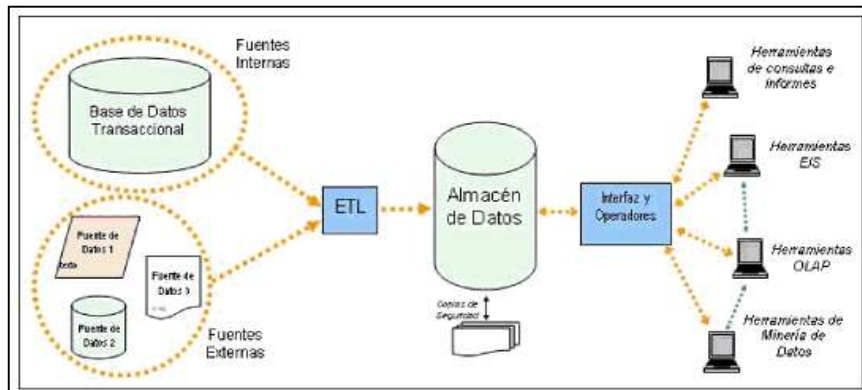 Fuentes
Internas
Base de Datos
Transaccional
Fuente de
Datos 1
texto
Fuente de
Datos 3
Fuente de
Datos 2
Fuentes
Externas
ETL
Almacén
de Datos
Copias de
Seguridad
Interfaz y
Operadores
Herramientas
de consultas e
informes
Herramientas
EIS
Herramientas
OLAP
Herramientas de
Minería de
Datos